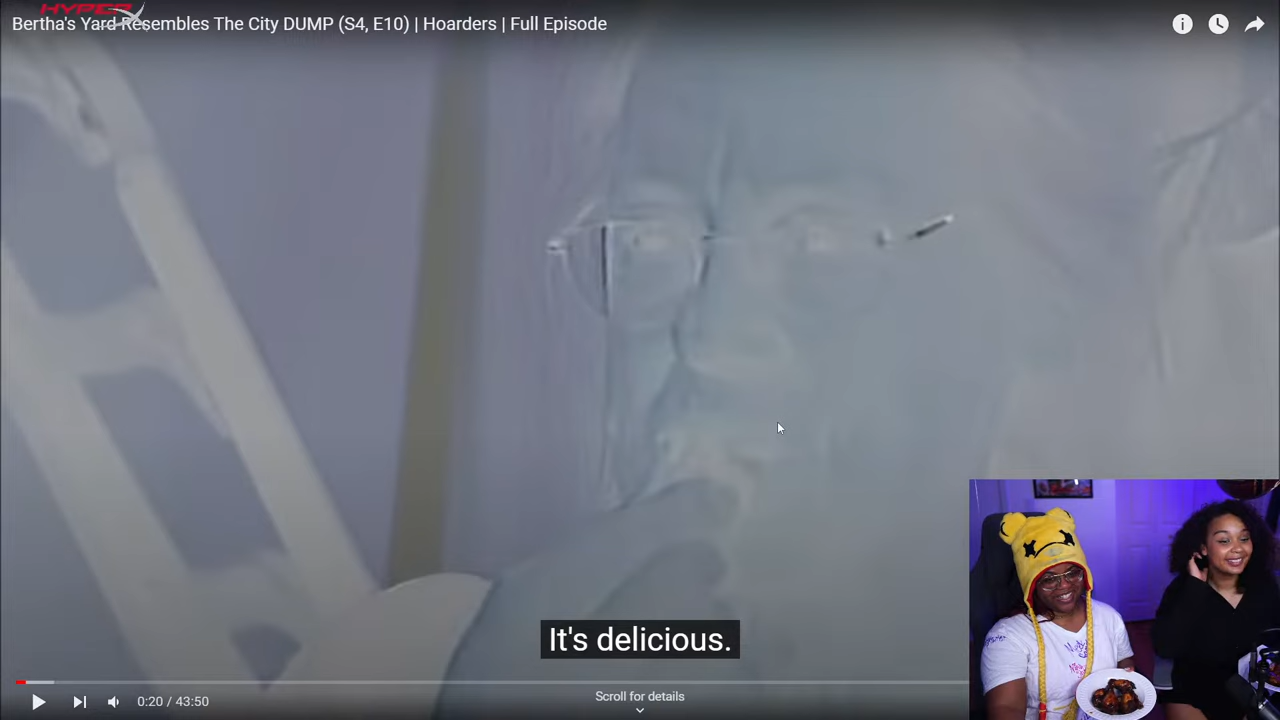 HYPERX
Bertha's Yard Resembles The City DUMP (S4, E10) | Hoarders | Full Episode
It's delicious.
Scroll for details
0:20 / 43:50